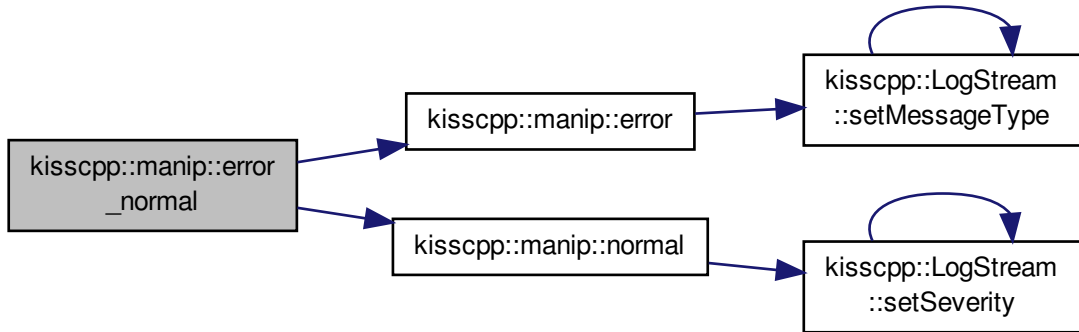 kisscpp::manip::error
_normal
kisscpp::manip::error
kisscpp::LogStream
::setMessageType
kisscpp::manip::normal
kisscpp::LogStream
::setSeverity